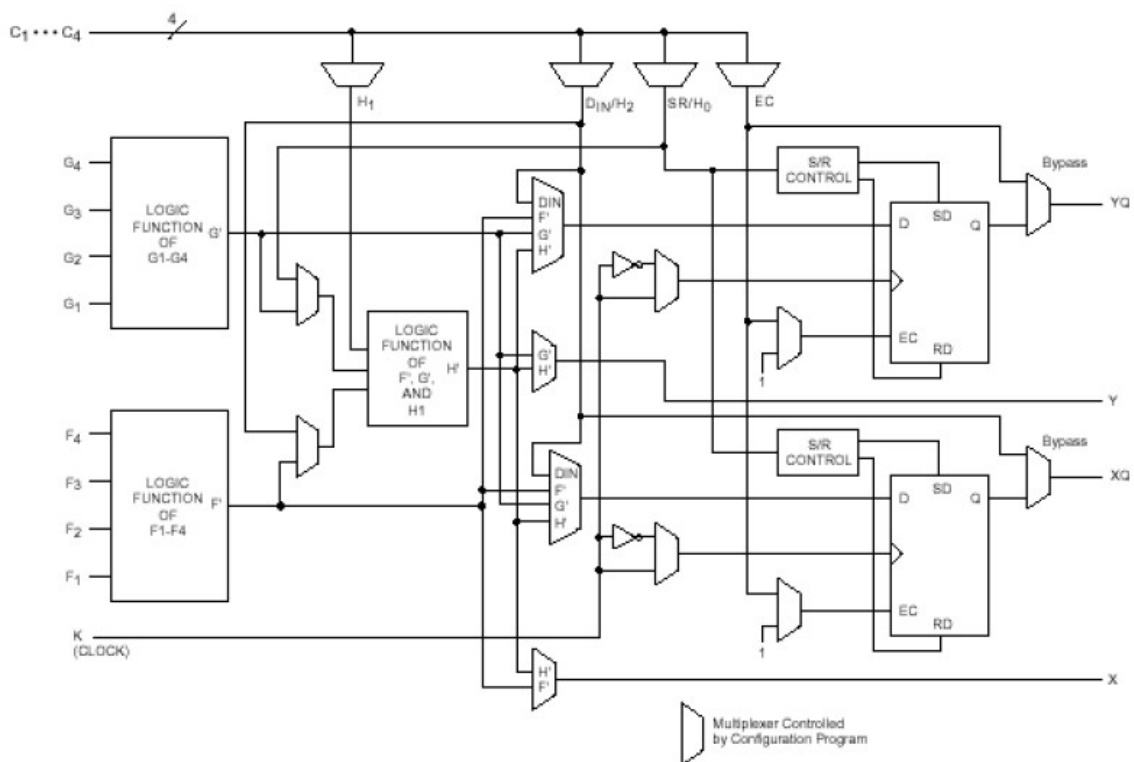 C1 ••• C4
4
H1
DIN/H2
SR/H0
EC
G4
G3
G2
G1
LOGIC
FUNCTION
OF
G1-G4
G'
DIN
F'
G'
H'
S/R
CONTROL
Bypass
D
SD
Q
YQ
EC
RD
1
LOGIC
FUNCTION
OF
F', G',
AND
H1
H'
G'
H'
Y
F4
F3
F2
F1
LOGIC
FUNCTION
OF
F1-F4
F'
DIN
F'
G'
H'
S/R
CONTROL
Bypass
D
SD
Q
XQ
EC
RD
1
K
(CLOCK)
H'
F'
X
Multiplexer Controlled
by Configuration Program